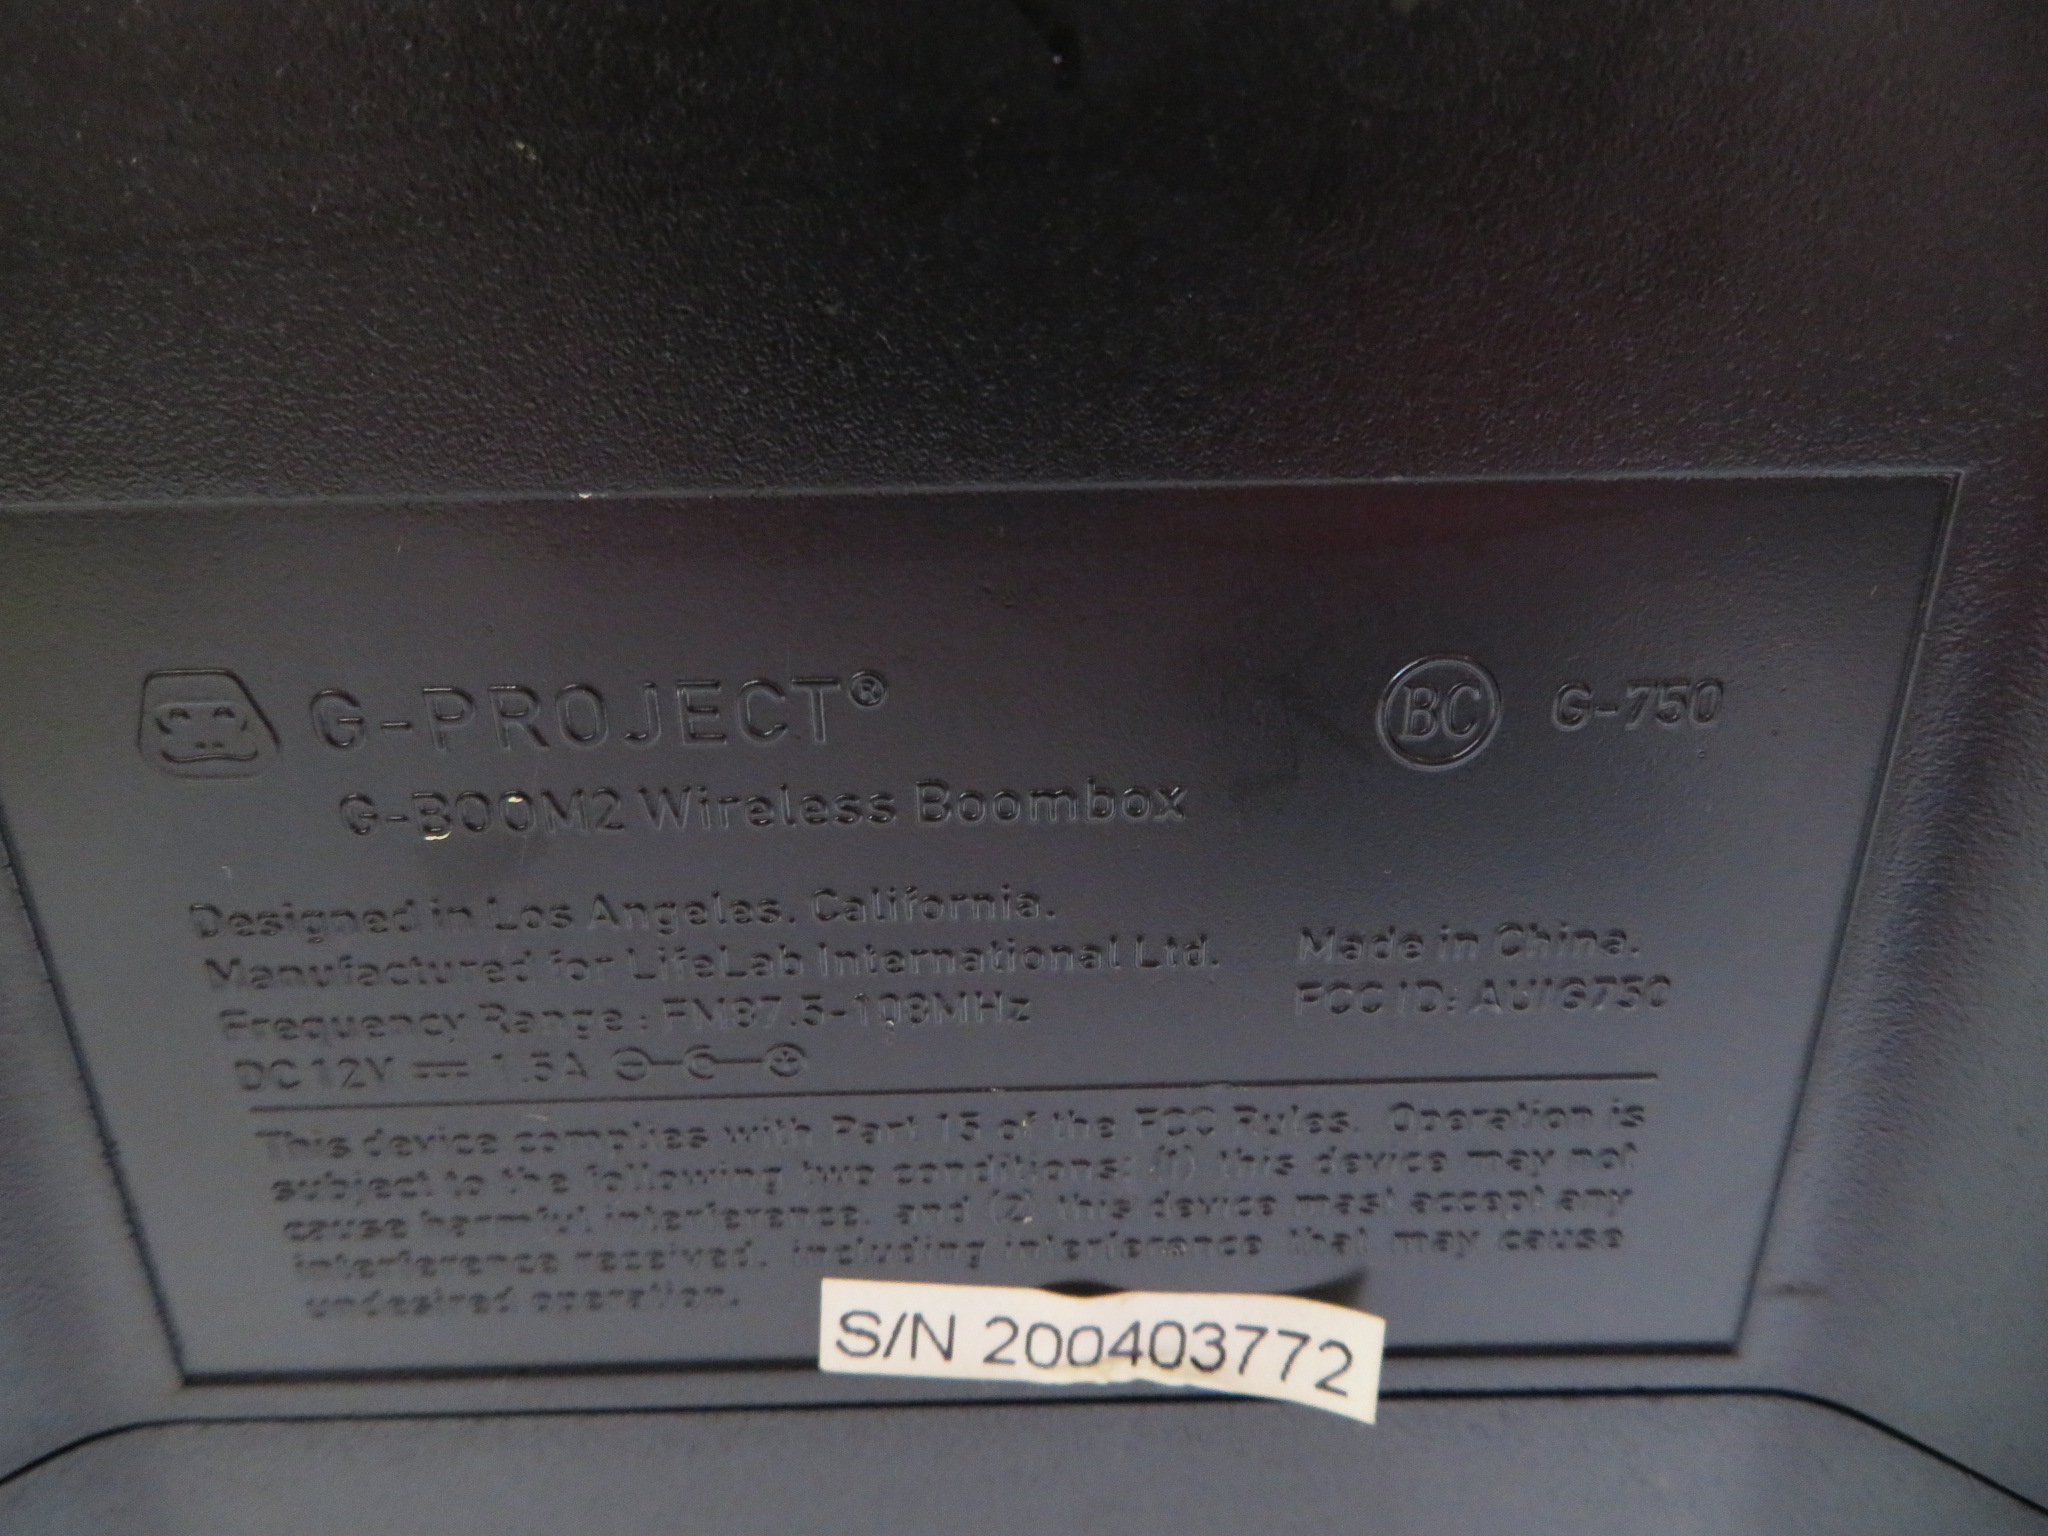 G-PROJECT®
BC G-750
G-BOOM2 Wireless Boombox
Designed in Los Angeles, California.
Manufactured for LifeLab International Ltd.
Made in China.
Frequency Range: FM87.5-108MHz
FCC ID: AUIG750
DC 12V 1.5A
This device complies with Part 15 of the FCC Rules. Operation is
subject to the following two conditions: (1) this device may not
cause harmful interference, and (2) this device must accept any
interference received, including interference that may cause
undesired operation.
S/N 200403772